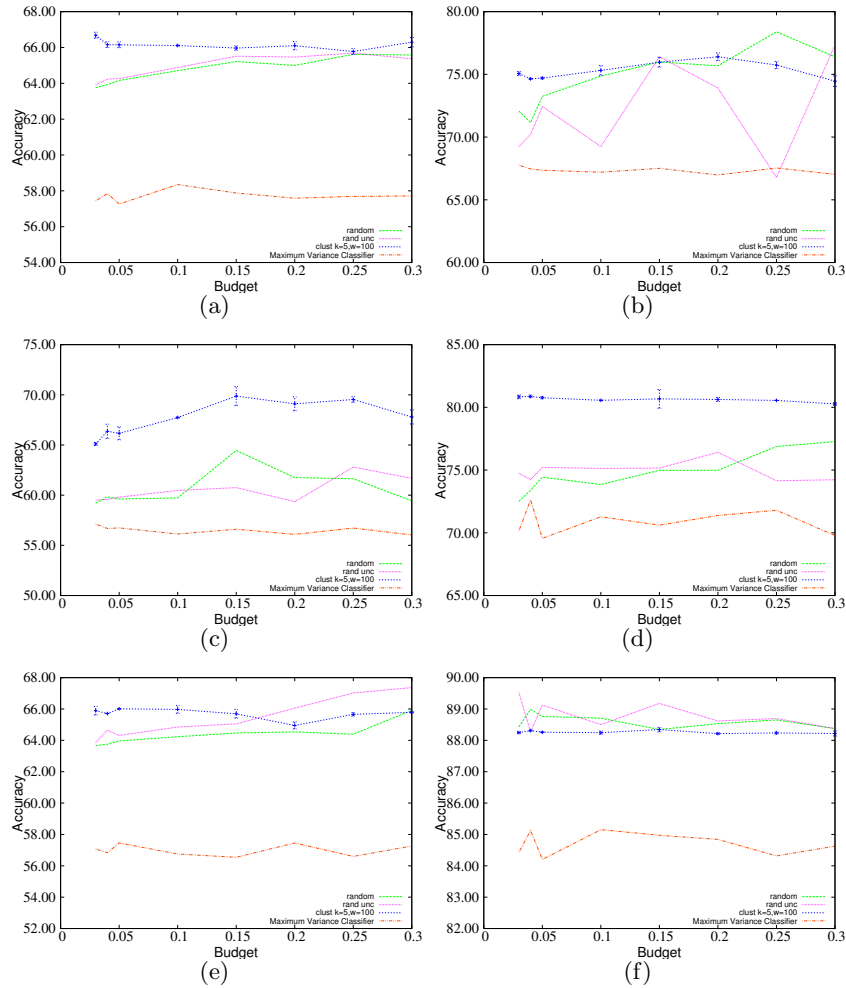 Accuracy
68.00
66.00
64.00
62.00
60.00
58.00
56.00
54.00
0 0.05 0.1 0.15 0.2 0.25 0.3
Budget
random
rand unc
clust k=5,w=100
Maximum Variance Classifier
(a)
Accuracy
80.00
75.00
70.00
65.00
60.00
0 0.05 0.1 0.15 0.2 0.25 0.3
Budget
random
rand unc
clust k=5,w=100
Maximum Variance Classifier
(b)
Accuracy
75.00
70.00
65.00
60.00
55.00
50.00
0 0.05 0.1 0.15 0.2 0.25 0.3
Budget
random
rand unc
clust k=5,w=100
Maximum Variance Classifier
(c)
Accuracy
85.00
80.00
75.00
70.00
65.00
0 0.05 0.1 0.15 0.2 0.25 0.3
Budget
random
rand unc
clust k=5,w=100
Maximum Variance Classifier
(d)
Accuracy
68.00
66.00
64.00
62.00
60.00
58.00
56.00
54.00
52.00
0 0.05 0.1 0.15 0.2 0.25 0.3
Budget
random
rand unc
clust k=5,w=100
Maximum Variance Classifier
(e)
Accuracy
90.00
89.00
88.00
87.00
86.00
85.00
84.00
83.00
82.00
0 0.05 0.1 0.15 0.2 0.25 0.3
Budget
random
rand unc
clust k=5,w=100
Maximum Variance Classifier
(f)